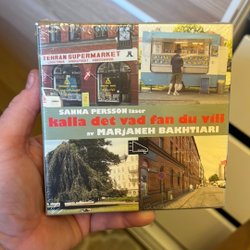 TEHRAN SUPERMARKET
SANNA PERSSON läser
kalla det vad fan du vill
av MARJANEH BAKHTIARI